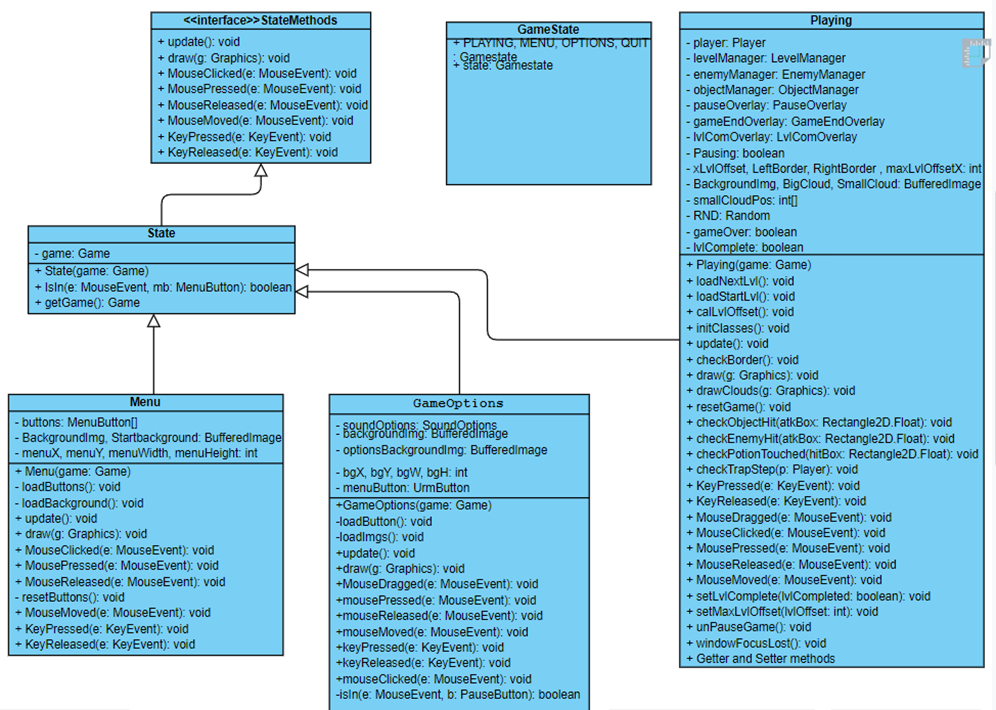 <<interface>>StateMethods
+ update(): void
+ draw(g: Graphics): void
+ MouseClicked(e: MouseEvent): void
+ MousePressed(e: MouseEvent): void
+ MouseReleased(e: MouseEvent): void
+ MouseMoved(e: MouseEvent): void
+ KeyPressed(e: KeyEvent): void
+ KeyReleased(e: KeyEvent): void
GameState
+ PLAYING, MENU, OPTIONS, QUIT
: Gamestate
+ state: Gamestate
Playing
- player: Player
- levelManager: LevelManager
- enemyManager: EnemyManager
- objectManager: ObjectManager
- pauseOverlay: PauseOverlay
- gameEndOverlay: GameEndOverlay
- lvlComOverlay: LvlComOverlay
- Pausing: boolean
- xLvlOffset, LeftBorder, RightBorder , maxLvlOffsetX: int
- BackgroundImg, BigCloud, SmallCloud: BufferedImage
- smallCloudPos: int[]
- RND: Random
- gameOver: boolean
- lvlComplete: boolean
+ Playing(game: Game)
+ loadNextLvl(): void
+ loadStartLvl(): void
+ calLvlOffset(): void
+ initClasses(): void
+ update(): void
+ checkBorder(): void
+ draw(g: Graphics): void
+ drawClouds(g: Graphics): void
+ resetGame(): void
+ checkObjectHit(atkBox: Rectangle2D.Float): void
+ checkEnemyHit(atkBox: Rectangle2D.Float): void
+ checkPotionTouched(hitBox: Rectangle2D.Float): void
+ checkTrapStep(p: Player): void
+ KeyPressed(e: KeyEvent): void
+ KeyReleased(e: KeyEvent): void
+ MouseDragged(e: MouseEvent): void
+ MouseClicked(e: MouseEvent): void
+ MousePressed(e: MouseEvent): void
+ MouseReleased(e: MouseEvent): void
+ MouseMoved(e: MouseEvent): void
+ setLvlComplete(lvlCompleted: boolean): void
+ setMaxLvlOffset(lvlOffset: int): void
+ unPauseGame(): void
+ windowFocusLost(): void
+ Getter and Setter methods
State
- game: Game
+ State(game: Game)
+ IsIn(e: MouseEvent, mb: MenuButton): boolean
+ getGame(): Game
Menu
- buttons: MenuButton[]
- BackgroundImg, Startbackground: BufferedImage
- menuX, menuY, menuWidth, menuHeight: int
+ Menu(game: Game)
- loadButtons(): void
- loadBackground(): void
+ update(): void
+ draw(g: Graphics): void
+ MouseClicked(e: MouseEvent): void
+ MousePressed(e: MouseEvent): void
+ MouseReleased(e: MouseEvent): void
- resetButtons(): void
+ MouseMoved(e: MouseEvent): void
+ KeyPressed(e: KeyEvent): void
+ KeyReleased(e: KeyEvent): void
GameOptions
- soundOptions: SoundOptions
- backgroundImg: BufferedImage
- optionsBackgroundImg: BufferedImage
- bgX, bgY, bgW, bgH: int
- menuButton: UrmButton
+GameOptions(game: Game)
-loadButton(): void
-loadImgs(): void
+update(): void
+draw(g: Graphics): void
+MouseDragged(e: MouseEvent): void
+mousePressed(e: MouseEvent): void
+mouseReleased(e: MouseEvent): void
+mouseMoved(e: MouseEvent): void
+keyPressed(e: KeyEvent): void
+keyReleased(e: KeyEvent): void
+mouseClicked(e: MouseEvent): void
-isIn(e: MouseEvent, b: PauseButton): boolean